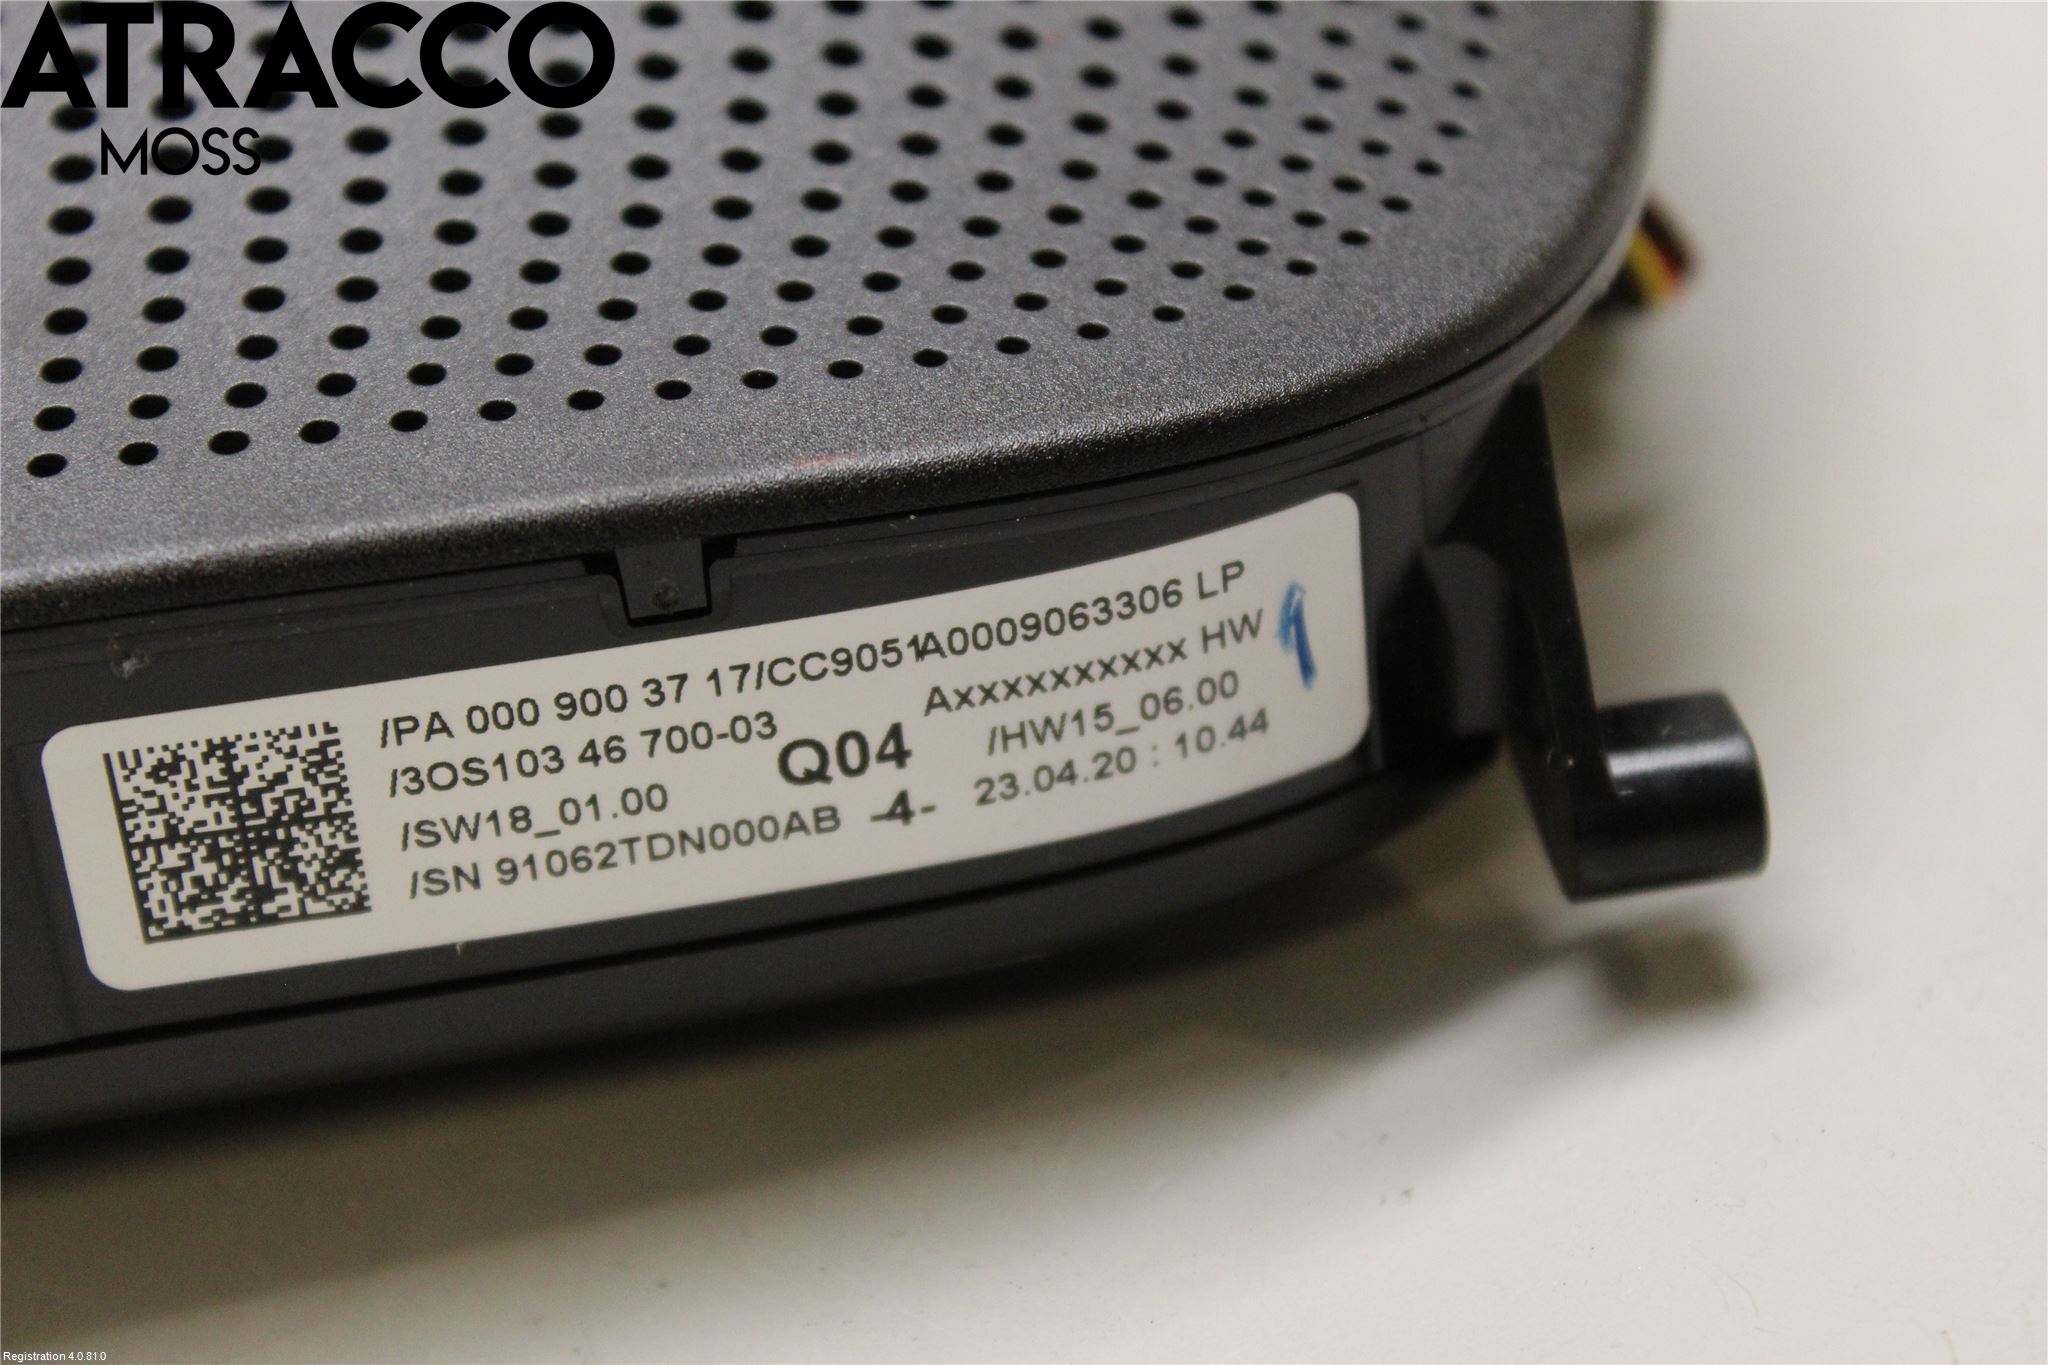 ATRACCO
MOSS
/PA 000 900 37 17/CC9051A0009063306 LP
/3OS103 46 700-03 Q04 Axxxxxxxxxx HW
/SW18_01.00 /HW15_06.00
/SN 91062TDN000AB -4- 23.04.20 : 10.44
9
Registration 4.0.81.0